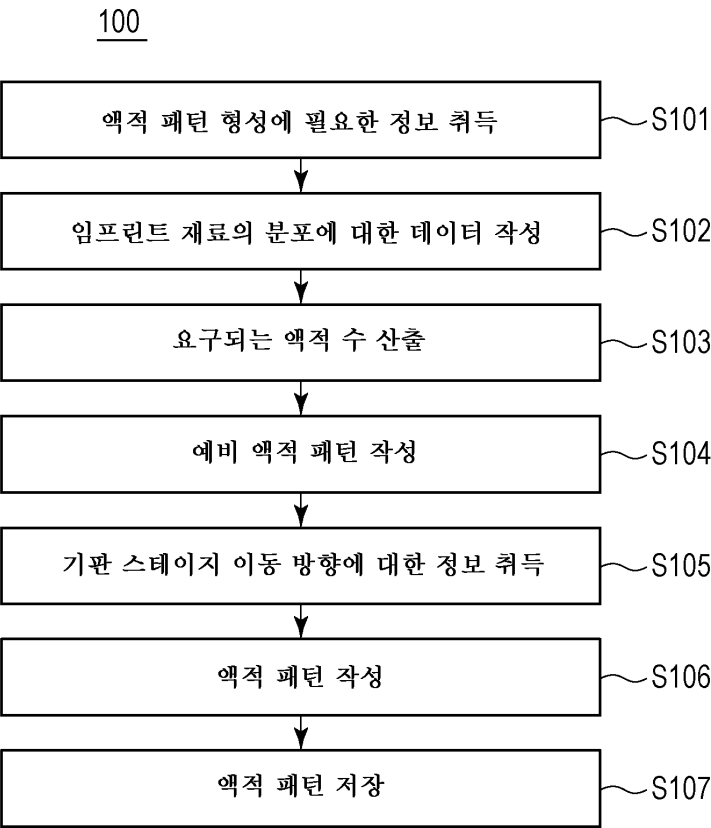 100
액적 패턴 형성에 필요한 정보 취득 S101
임프린트 재료의 분포에 대한 데이터 작성 S102
요구되는 액적 수 산출 S103
예비 액적 패턴 작성 S104
기판 스테이지 이동 방향에 대한 정보 취득 S105
액적 패턴 작성 S106
액적 패턴 저장 S107